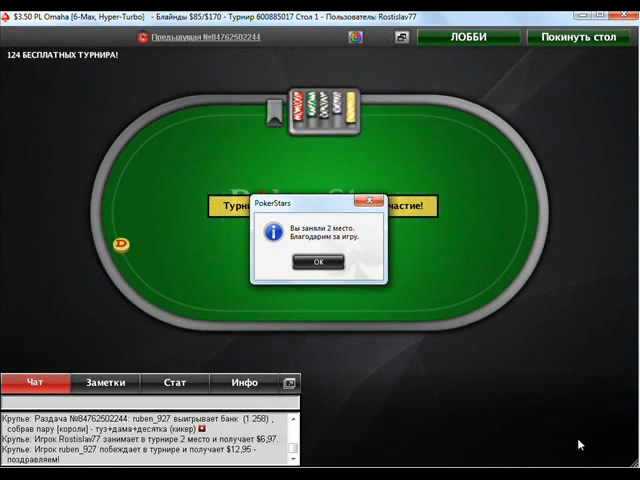 $3.50 PL Omaha [6-Max, Hyper-Turbo] - Блайнды $85/$170 - Турнир 600885017 Стол 1 - Пользователь: Rostislav77
Предыдущая №84762502244
ЛОББИ
Покинуть стол
124 БЕСПЛАТНЫХ ТУРНИРА!
PokerStars
Вы заняли 2 место.
Благодарим за игру.
OK
D
Чат
Заметки
Стат
Инфо
Крупье: Раздача №84762502244: ruben_927 выигрывает банк (1 258) ,
собрав пару [короли] - туз+дама+десятка (кикер)
Крупье: Игрок Rostislav77 занимает в турнире 2 место и получает $6,97.
Крупье: Игрок ruben_927 побеждает в турнире и получает $12,95 -
поздравляем!